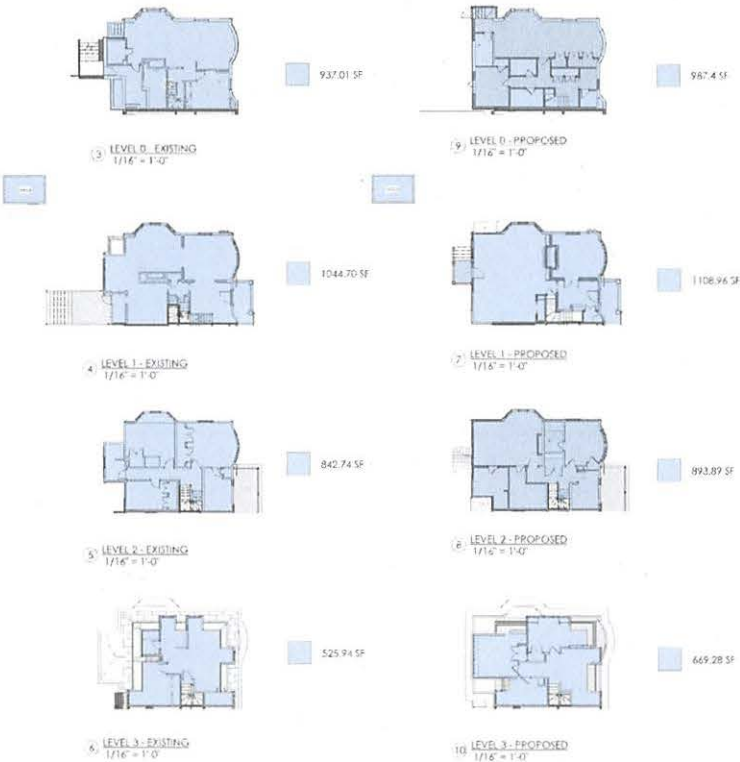 937.01 SF
987.4 SF
3 LEVEL 0 - EXISTING
1/16" = 1'-0"
9 LEVEL 0 - PROPOSED
1/16" = 1'-0"
1044.70 SF
1108.96 SF
4 LEVEL 1 - EXISTING
1/16" = 1'-0"
7 LEVEL 1 - PROPOSED
1/16" = 1'-0"
842.74 SF
893.89 SF
5 LEVEL 2 - EXISTING
1/16" = 1'-0"
8 LEVEL 2 - PROPOSED
1/16" = 1'-0"
525.94 SF
669.28 SF
6 LEVEL 3 - EXISTING
1/16" = 1'-0"
10 LEVEL 3 - PROPOSED
1/16" = 1'-0"